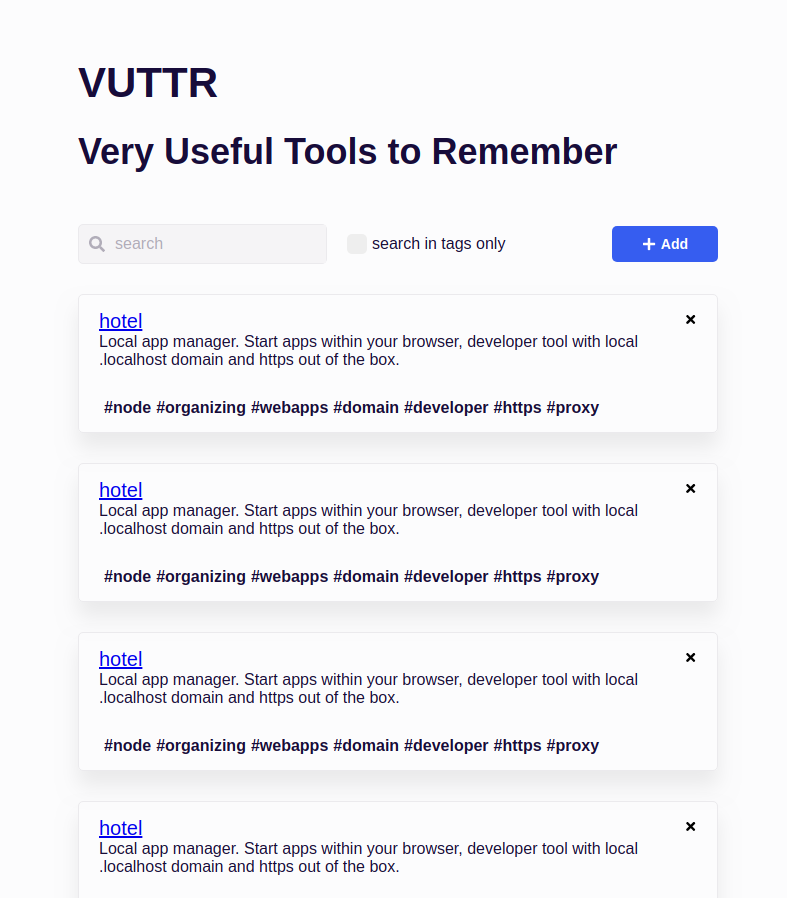 VUTTR
Very Useful Tools to Remember
search
search in tags only
Add
hotel
Local app manager. Start apps within your browser, developer tool with local
.localhost domain and https out of the box.
#node #organizing #webapps #domain #developer #https #proxy
hotel
Local app manager. Start apps within your browser, developer tool with local
.localhost domain and https out of the box.
#node #organizing #webapps #domain #developer #https #proxy
hotel
Local app manager. Start apps within your browser, developer tool with local
.localhost domain and https out of the box.
#node #organizing #webapps #domain #developer #https #proxy
hotel
Local app manager. Start apps within your browser, developer tool with local
.localhost domain and https out of the box.